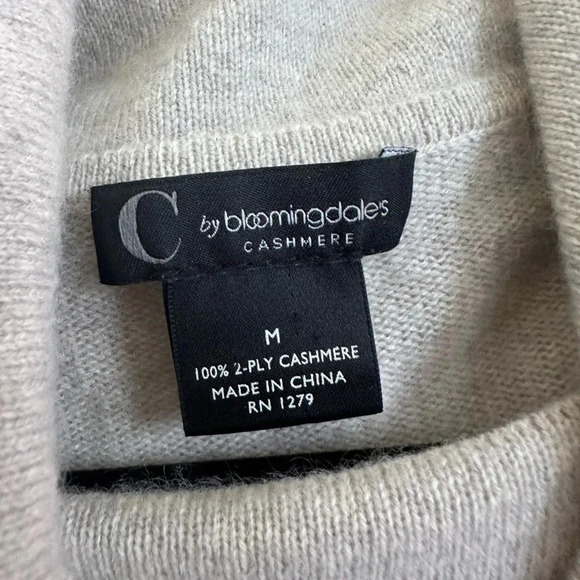 C by bloomingdale's
CASHMERE
M
100% 2-PLY CASHMERE
MADE IN CHINA
RN 1279